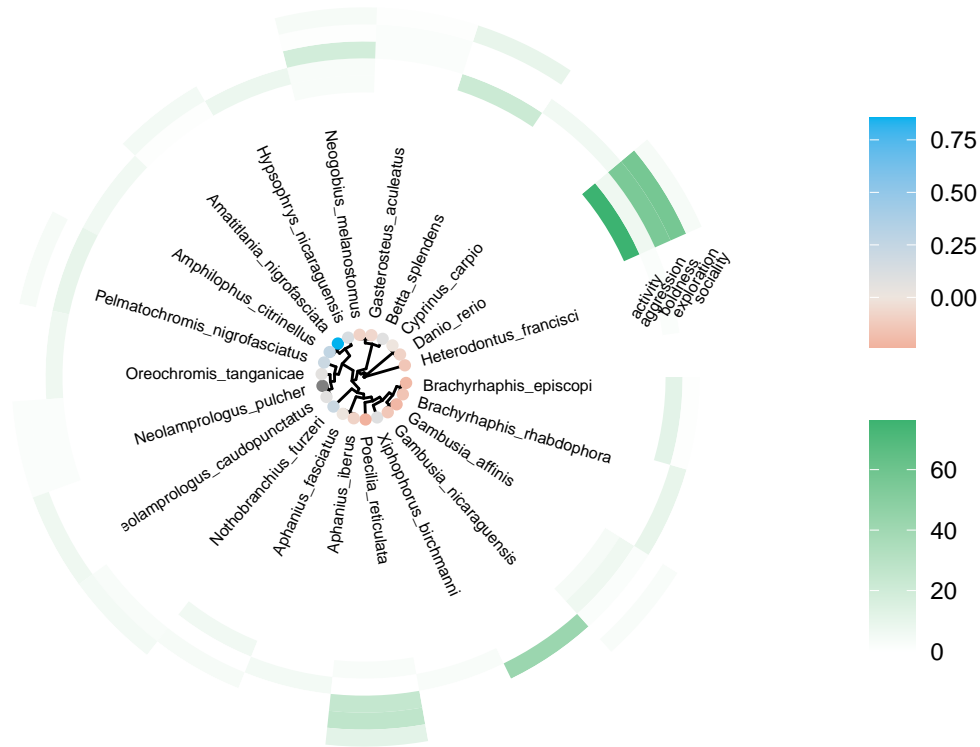 Neogobius_melanostomus
Hypsophrys_nicaraguensis
Gasterosteus_aculeatus
Amatitlania_nigrofasciata
Betta_splendens
Amphilophus_citrinellus
Cyprinus_carpio
Pelmatochromis_nigrofasciatus
Danio_rerio
Heterodontus_francisci
Oreochromis_tanganicae
Brachyrhaphis_episcopi
Neolamprologus_pulcher
Brachyrhaphis_rhabdophora
eolamprologus_caudopunctatus
Gambusia_affinis
Nothobranchius_furzeri
Gambusia_nicaraguensis
Aphanius_fasciatus
Xiphophorus_birchmanni
Aphanius_iberus
Poecilia_reticulata
activity
aggression
boldness
exploration
sociality
0.75
0.50
0.25
0.00
60
40
20
0